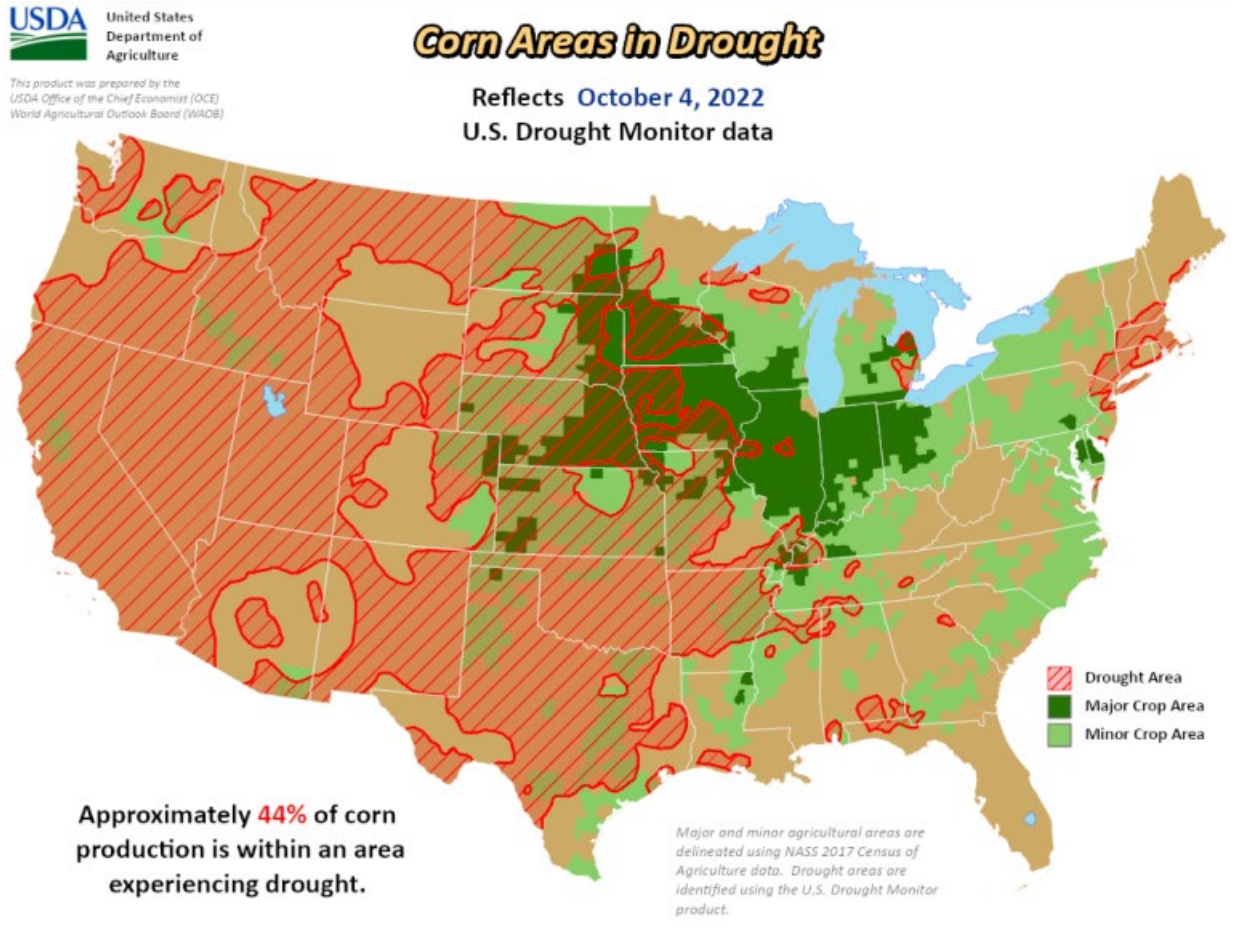 USDA
United States
Department of
Agriculture
This product was prepared by the
USDA Office of the Chief Economist (OCE)
World Agricultural Outlook Board (WAOB)
Corn Areas in Drought
Reflects October 4, 2022
U.S. Drought Monitor data
Drought Area
Major Crop Area
Minor Crop Area
Approximately 44% of corn
production is within an area
experiencing drought.
Major and minor agricultural areas are
delineated using NASS 2017 Census of
Agriculture data. Drought areas are
identified using the U.S. Drought Monitor
product.